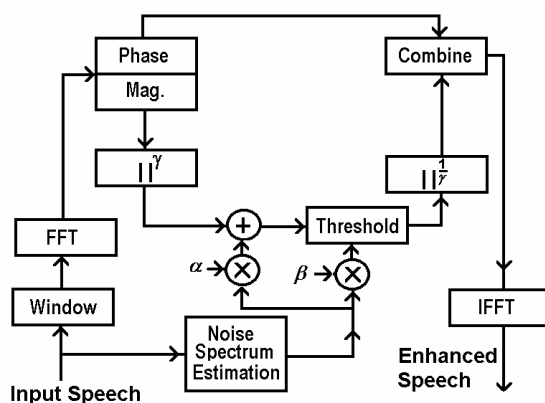 Phase
Mag.
Combine
||^γ
||^{1/γ}
FFT
+
Threshold
α
×
β
×
Window
IFFT
Noise
Spectrum
Estimation
Enhanced
Speech
Input Speech